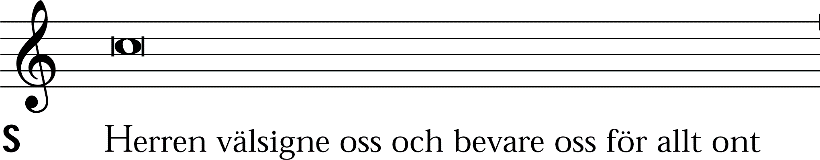 S Herren välsigne oss och bevare oss för allt ont